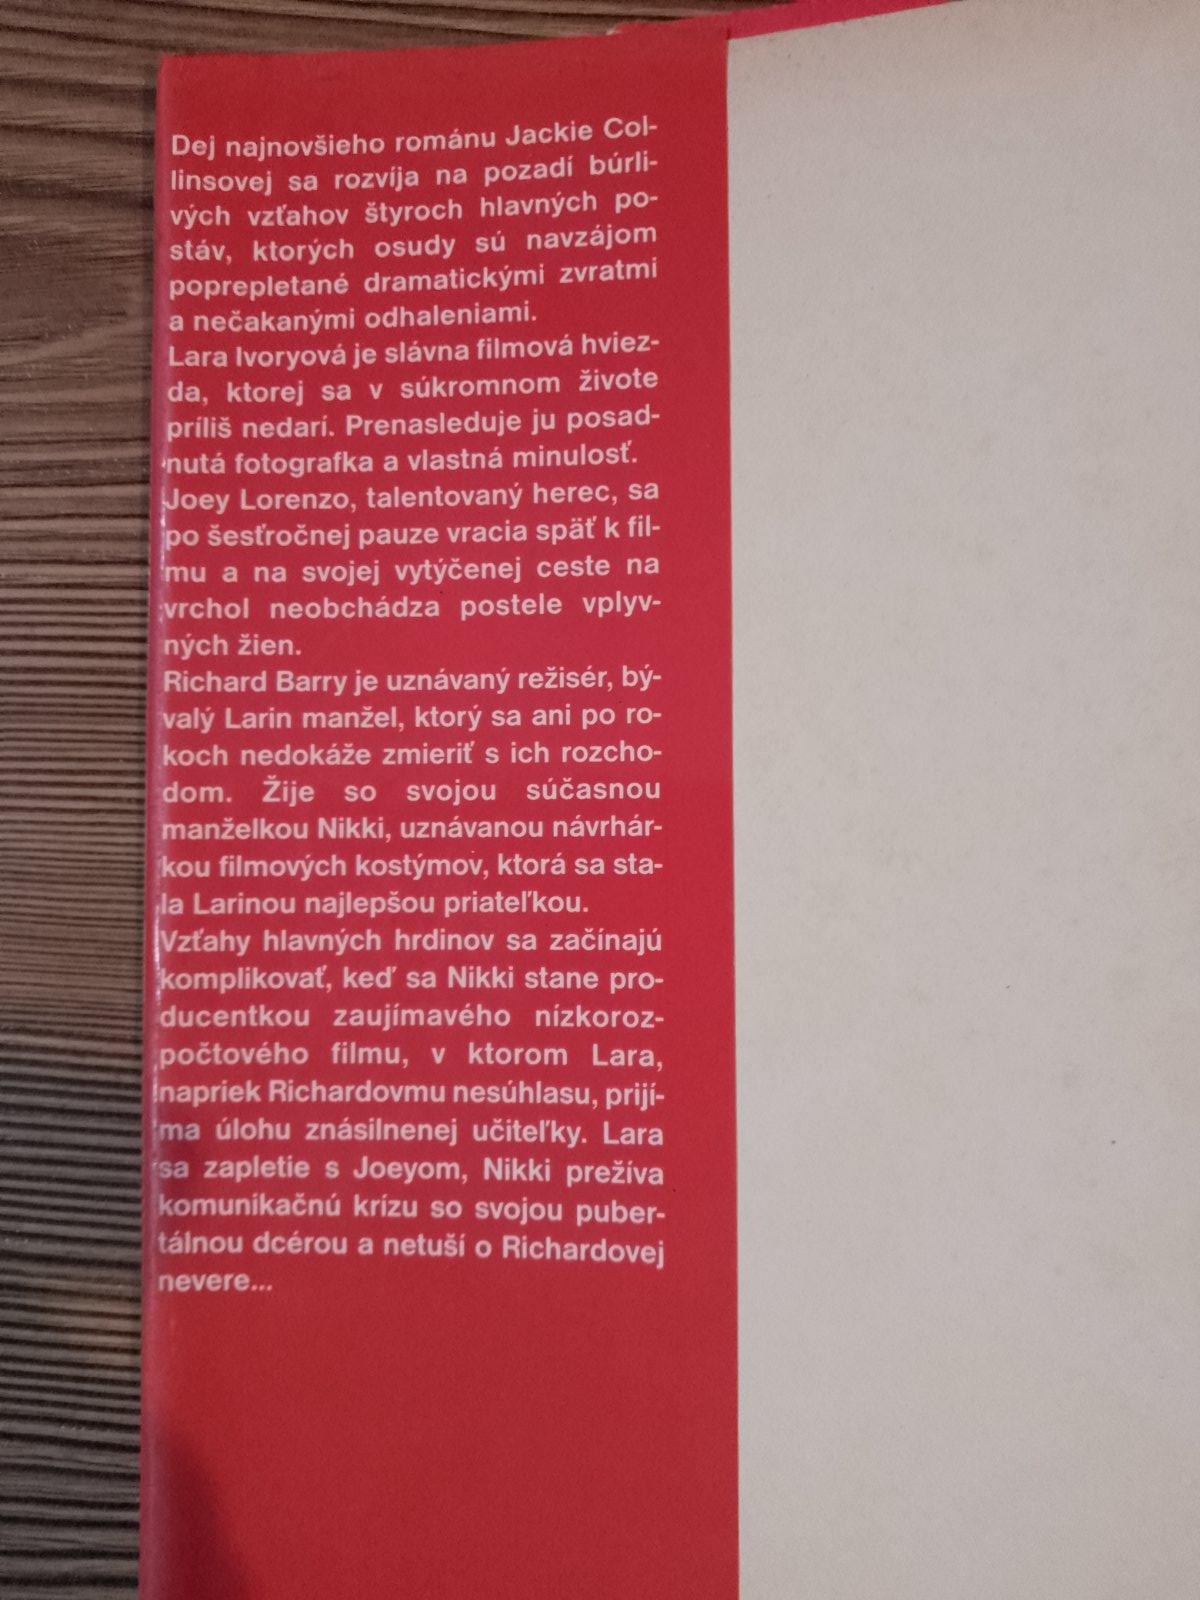 Dej najnovšieho románu Jackie Col-
linsovej sa rozvíja na pozadí búrli-
vých vzťahov štyroch hlavných po-
stáv, ktorých osudy sú navzájom
poprepletané dramatickými zvratmi
a nečakanými odhaleniami.
Lara Ivoryová je slávna filmová hviez-
da, ktorej sa v súkromnom živote
príliš nedarí. Prenasleduje ju posad-
nutá fotografka a vlastná minulosť.
Joey Lorenzo, talentovaný herec, sa
po šesťročnej pauze vracia späť k fil-
mu a na svojej vytýčenej ceste na
vrchol neobchádza postele vplyv-
ných žien.
Richard Barry je uznávaný režisér, bý-
valý Larin manžel, ktorý sa ani po ro-
koch nedokáže zmieriť s ich rozcho-
dom. Žije so svojou súčasnou
manželkou Nikki, uznávanou návrhár-
kou filmových kostýmov, ktorá sa sta-
la Larinou najlepšou priateľkou.
Vzťahy hlavných hrdinov sa začínajú
komplikovať, keď sa Nikki stane pro-
ducentkou zaujímavého nízkoroz-
počtového filmu, v ktorom Lara,
napriek Richardovmu nesúhlasu, prijí-
ma úlohu znásilnenej učiteľky. Lara
sa zapletie s Joeyom, Nikki prežíva
komunikačnú krízu so svojou puber-
tálnou dcérou a netuší o Richardovej
nevere...